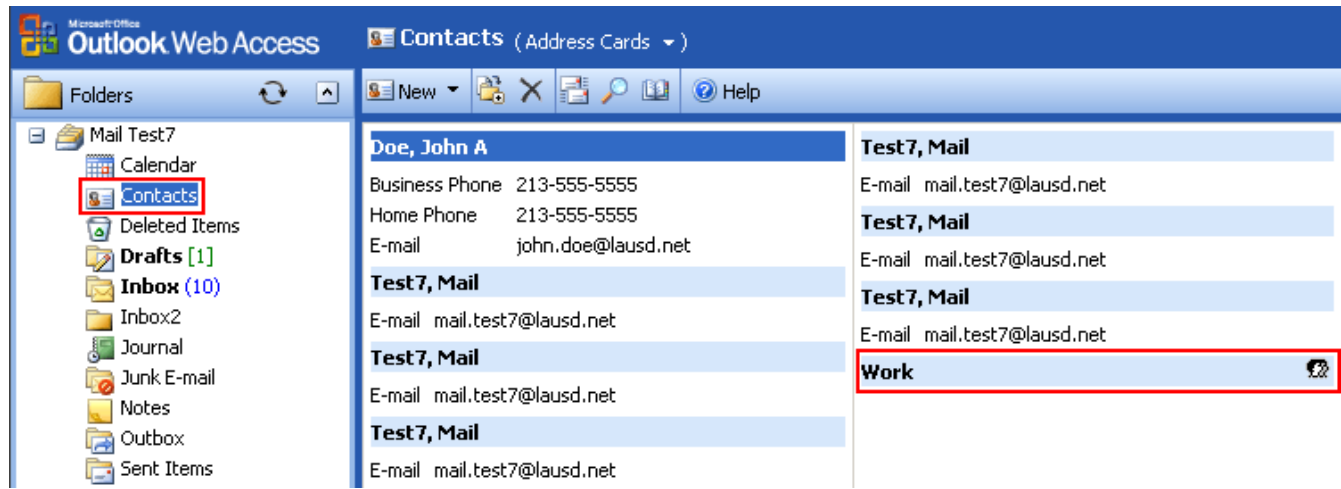 Microsoft Office
Outlook Web Access
Contacts (Address Cards )
Folders
New
Help
Mail Test7
Calendar
Contacts
Deleted Items
Drafts [1]
Inbox (10)
Inbox2
Journal
Junk E-mail
Notes
Outbox
Sent Items
Doe, John A
Business Phone 213-555-5555
Home Phone 213-555-5555
E-mail john.doe@lausd.net
Test7, Mail
E-mail mail.test7@lausd.net
Test7, Mail
E-mail mail.test7@lausd.net
Test7, Mail
E-mail mail.test7@lausd.net
Test7, Mail
E-mail mail.test7@lausd.net
Test7, Mail
E-mail mail.test7@lausd.net
Test7, Mail
E-mail mail.test7@lausd.net
Work